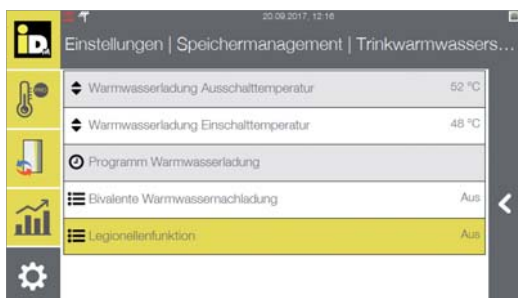 20.09.2017, 12:16
iD
Einstellungen | Speichermanagement | Trinkwarmwassers...
Warmwasserladung Ausschalttemperatur 52 °C
Warmwasserladung Einschalttemperatur 48 °C
Programm Warmwasserladung
Bivalente Warmwassernachladung Aus
Legionellenfunktion Aus